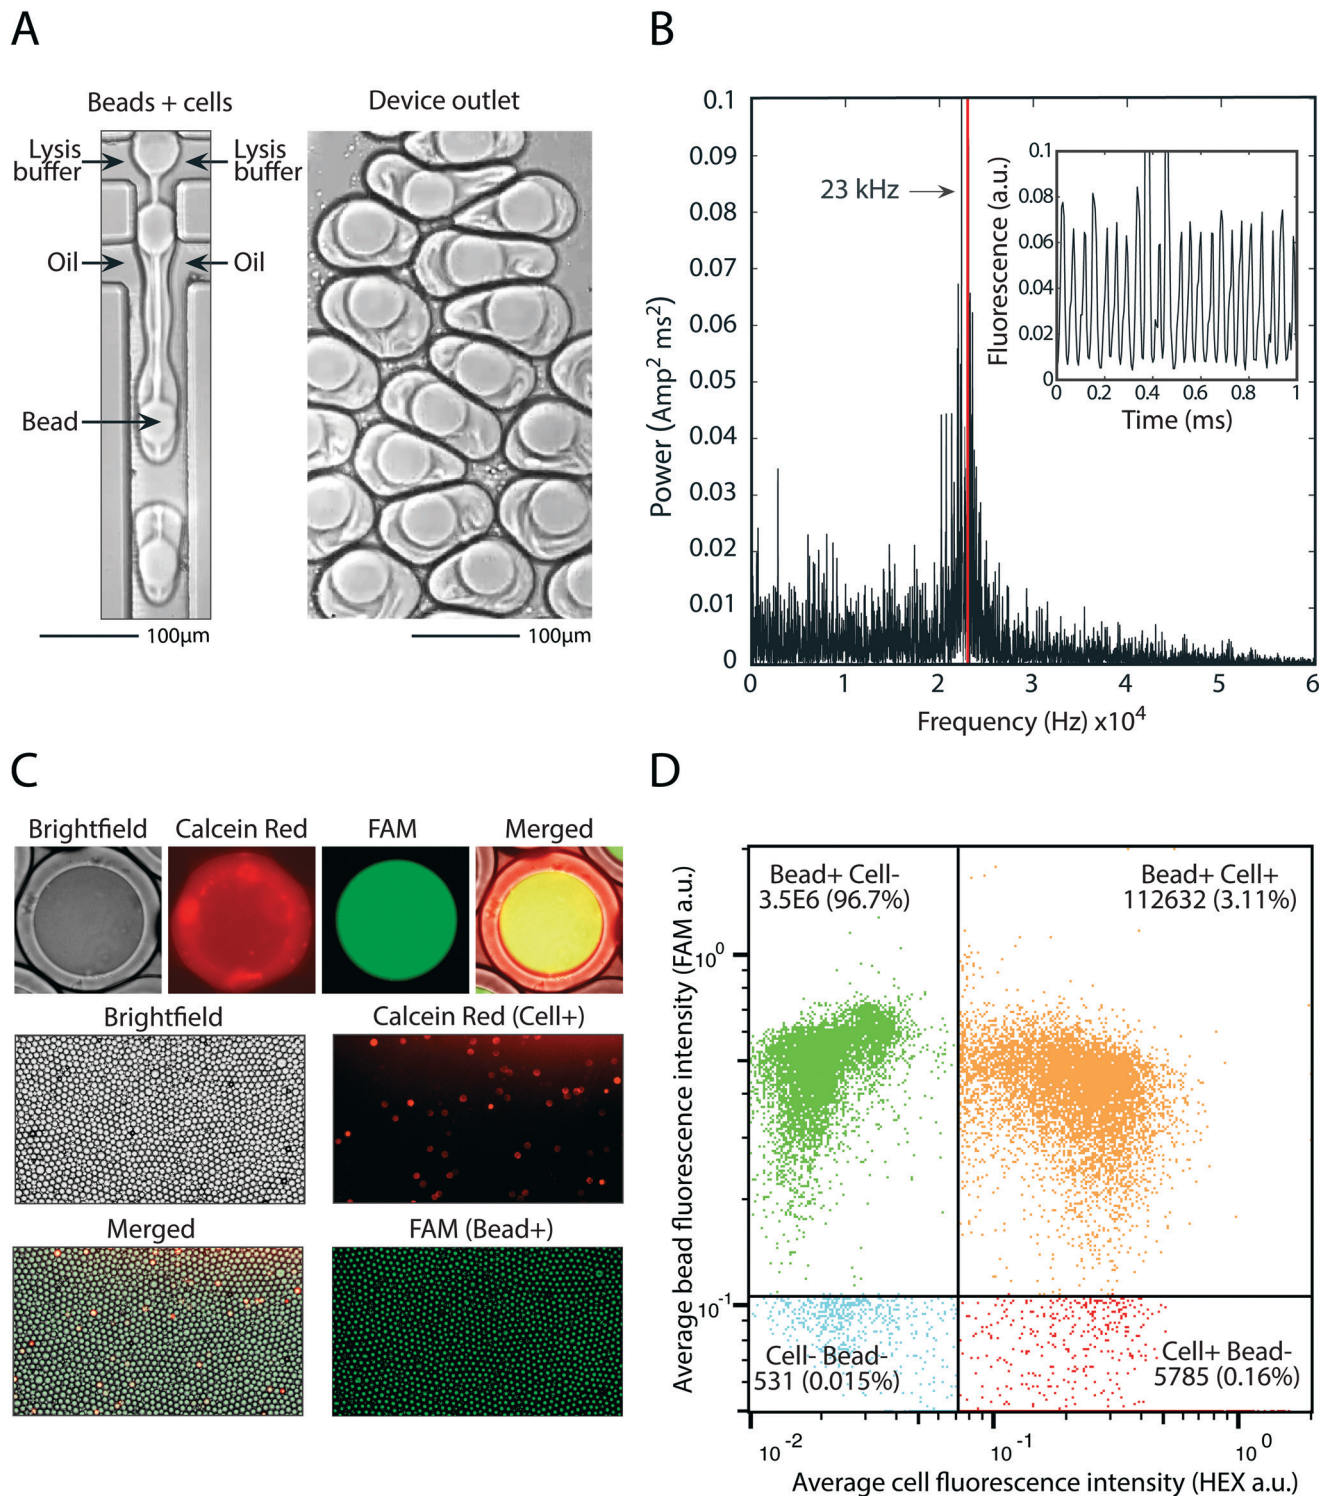 A
Beads + cells
Device outlet
Lysis
buffer
Lysis
buffer
Oil
Oil
Bead
100μm
100μm
B
0.1
0.09
0.08
0.07
0.06
0.05
0.04
0.03
0.02
0.01
0
Power (Amp² ms²)
23 kHz
0 1 2 3 4 5 6
Frequency (Hz) x10⁴
0.1
0.08
0.06
0.04
0.02
0
Fluorescence (a.u.)
0 0.2 0.4 0.6 0.8 1
Time (ms)
C
Brightfield
Calcein Red
FAM
Merged
Brightfield
Calcein Red (Cell+)
Merged
FAM (Bead+)
D
Average bead fluorescence intensity (FAM a.u.)
10⁰
10⁻¹
Bead+ Cell-
3.5E6 (96.7%)
Bead+ Cell+
112632 (3.11%)
Cell- Bead-
531 (0.015%)
Cell+ Bead-
5785 (0.16%)
10⁻² 10⁻¹ 10⁰
Average cell fluorescence intensity (HEX a.u.)